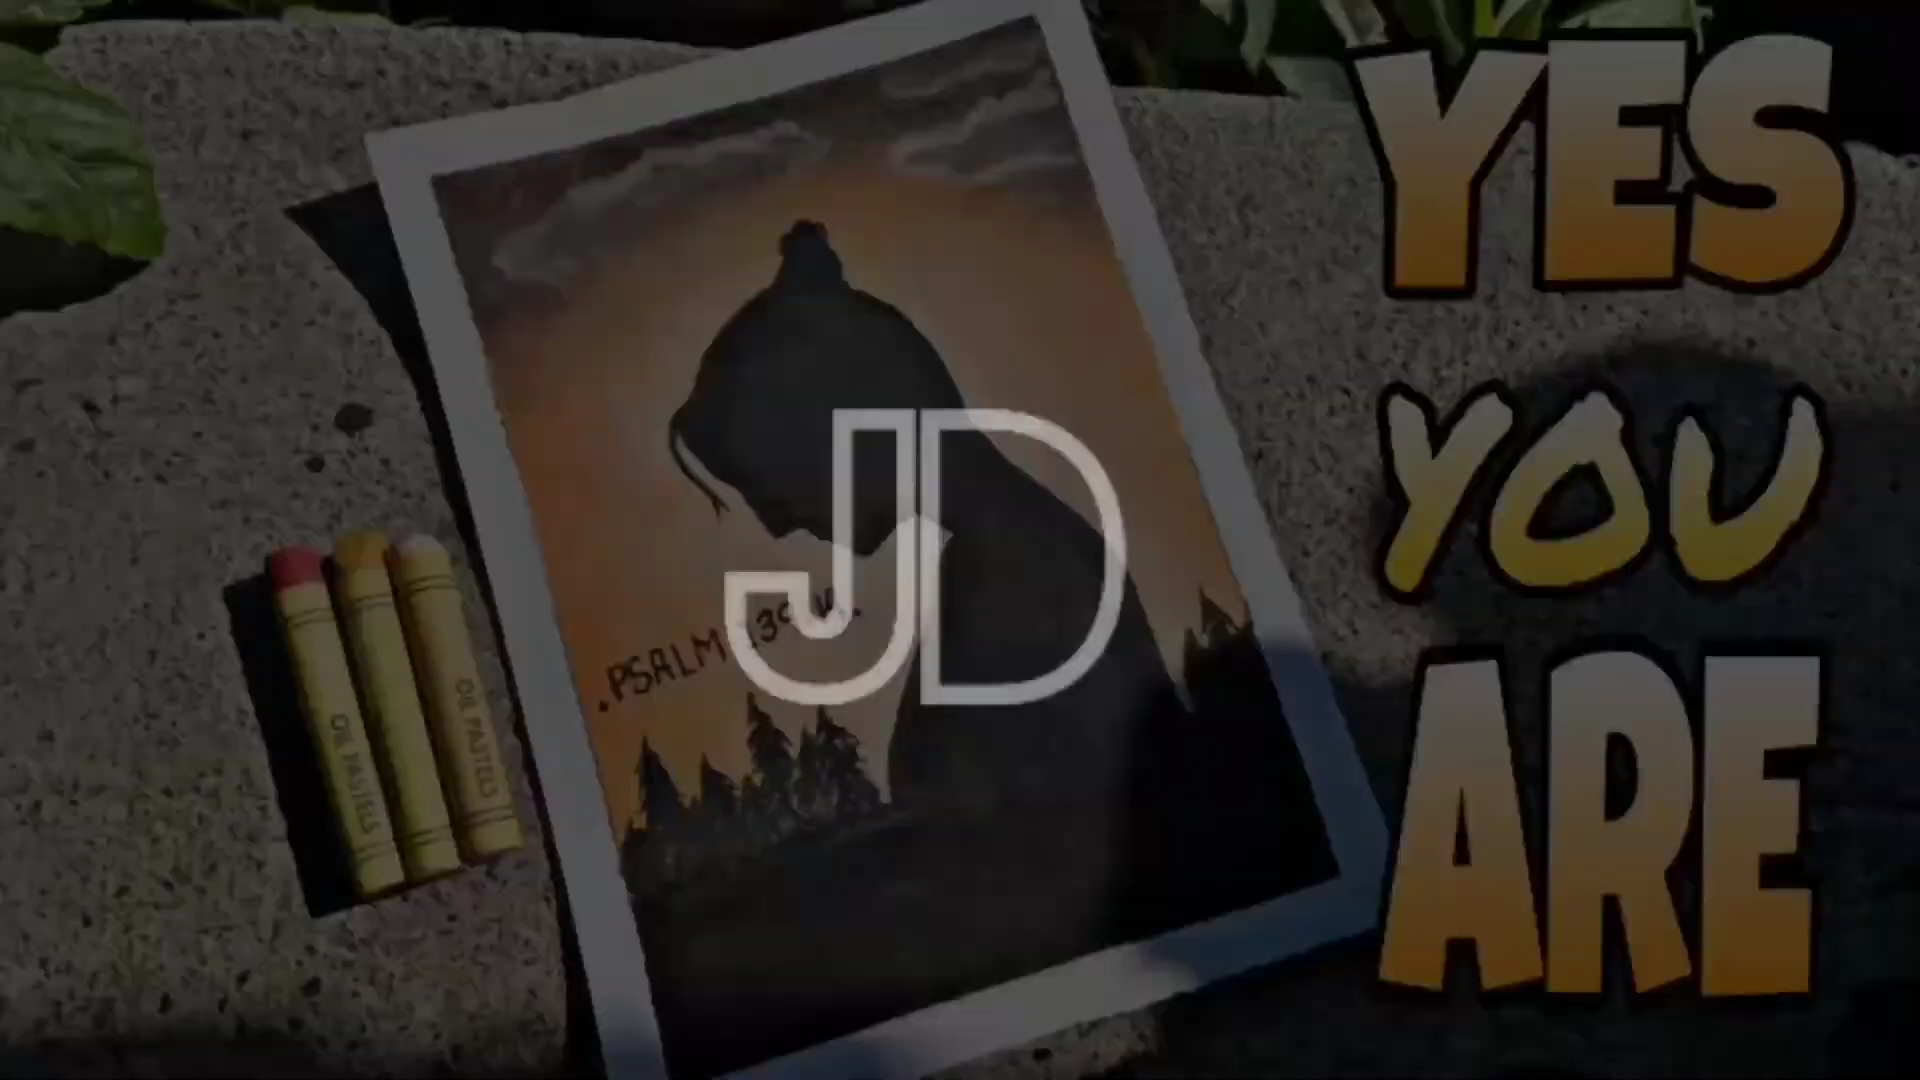 YES
YOU
ARE
JD
.PSALM
OIL PASTELS
OIL PASTELS